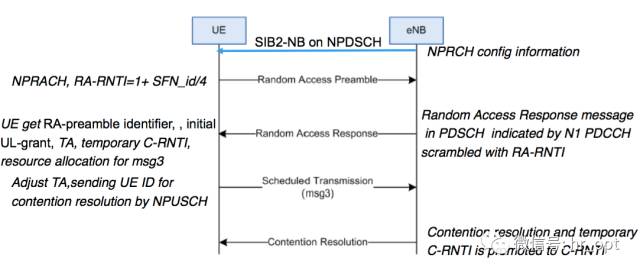 UE
eNB
SIB2-NB on NPDSCH
NPRCH config information
NPRACH, RA-RNTI=1+ SFN_id/4
Random Access Preamble
UE get RA-preamble identifier, , initial
UL-grant, TA, temporary C-RNTI,
resource allocation for msg3
Random Access Response
Random Access Response message
in PDSCH indicated by N1 PDCCH
scrambled with RA-RNTI
Adjust TA,sending UE ID for
contention resolution by NPUSCH
Scheduled Transmission
(msg3)
Contention Resolution
Contention resolution and temporary
C-RNTI is promoted to C-RNTI
微信号: hr_opt